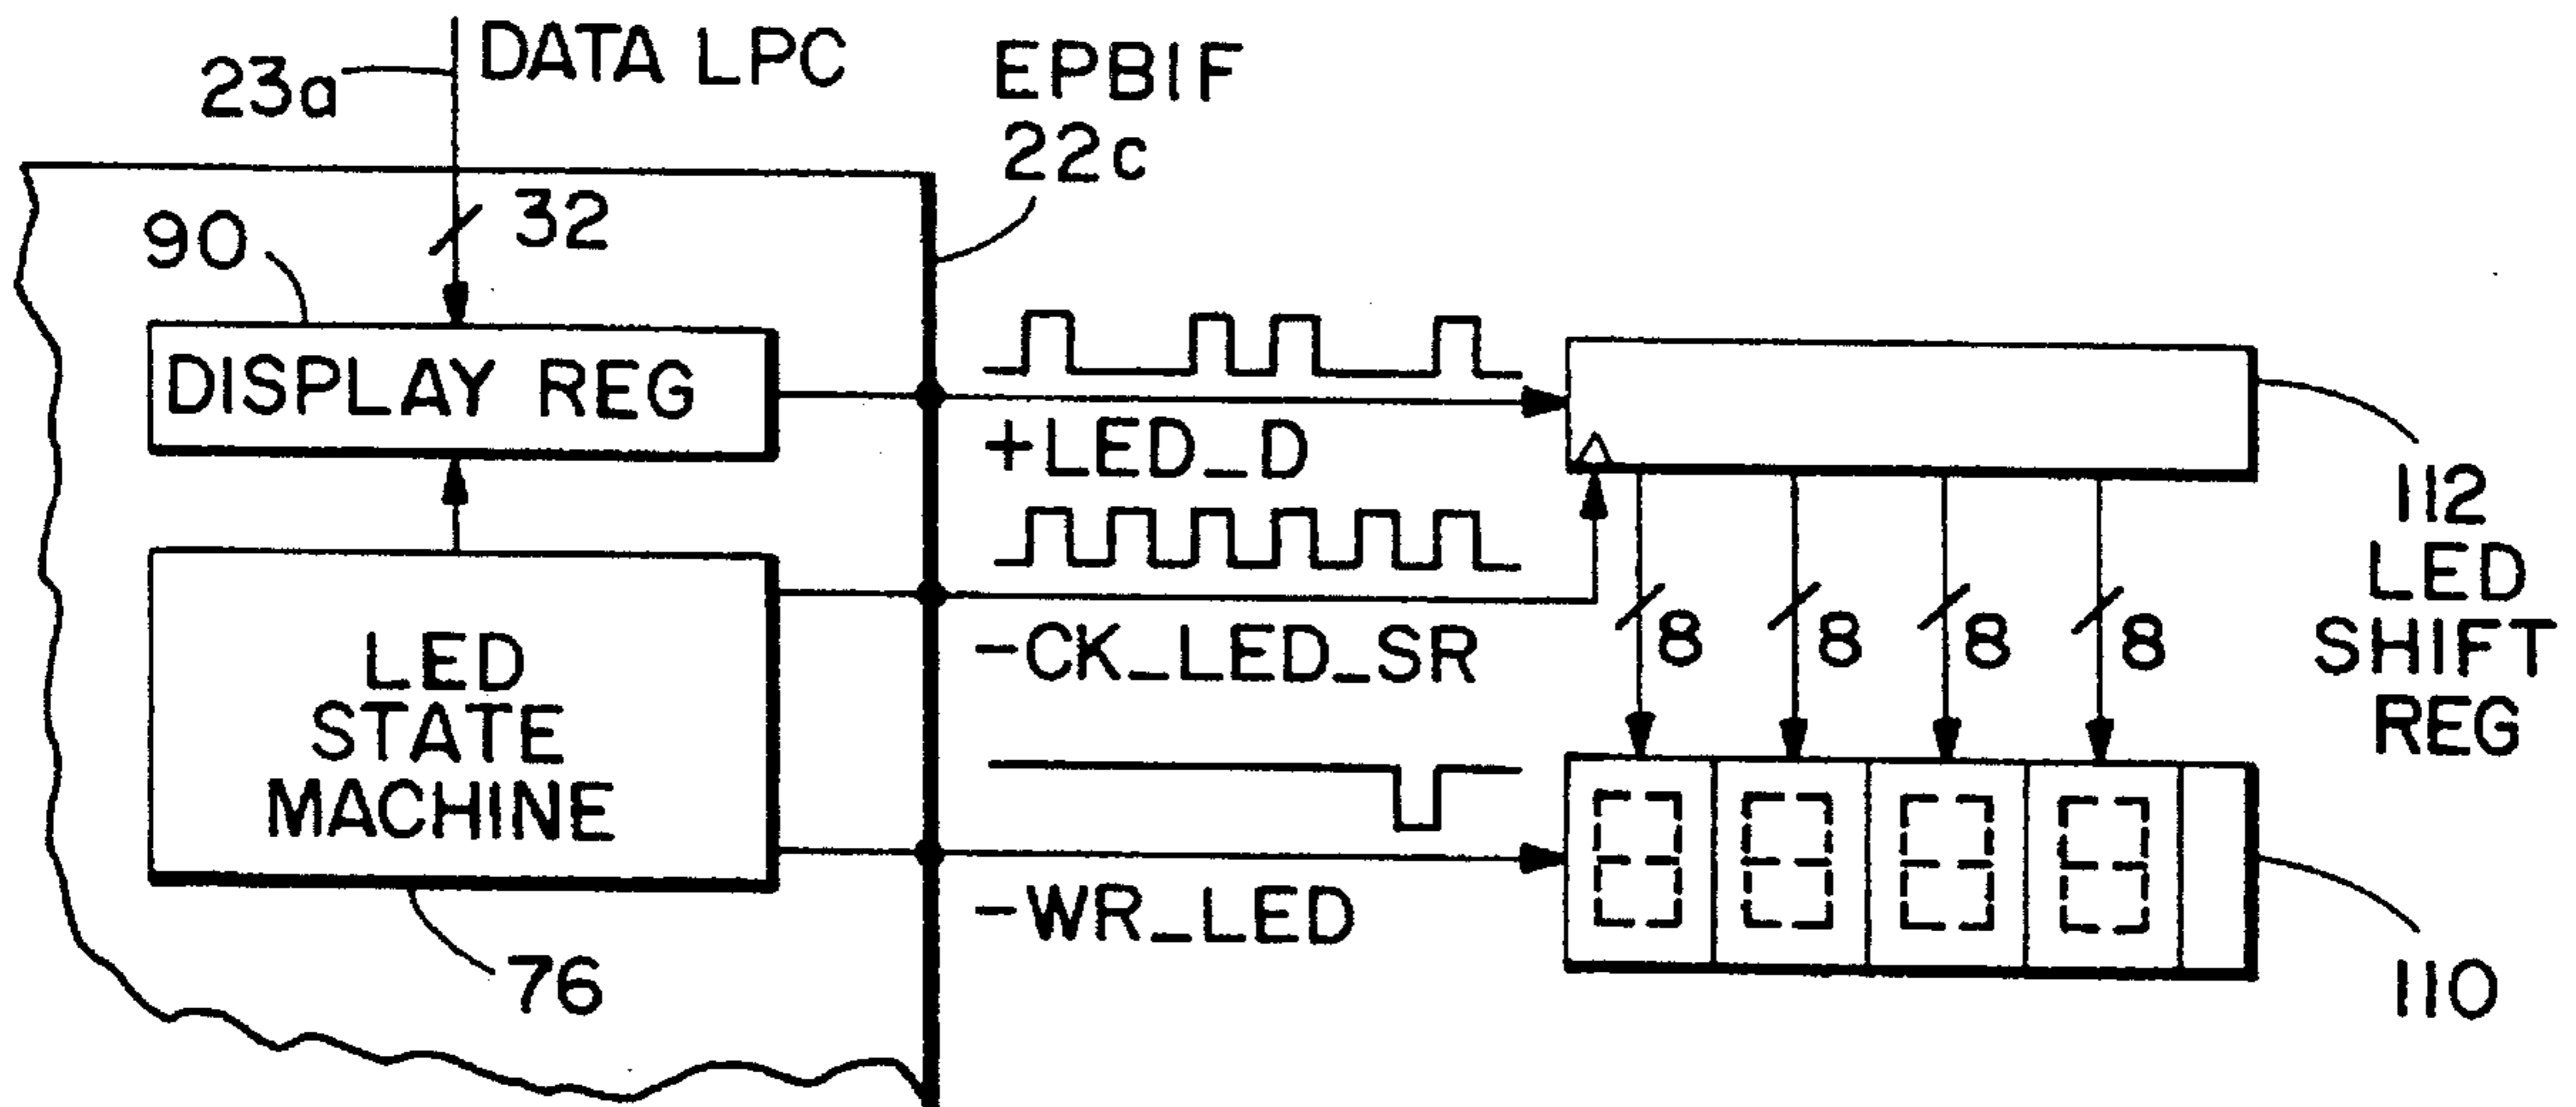 23a
DATA LPC
EPBIF
22c
32
90
DISPLAY REG
+LED_D
112
LED
SHIFT
REG
LED
STATE
MACHINE
-CK_LED_SR
8
8
8
8
-WR_LED
76
110